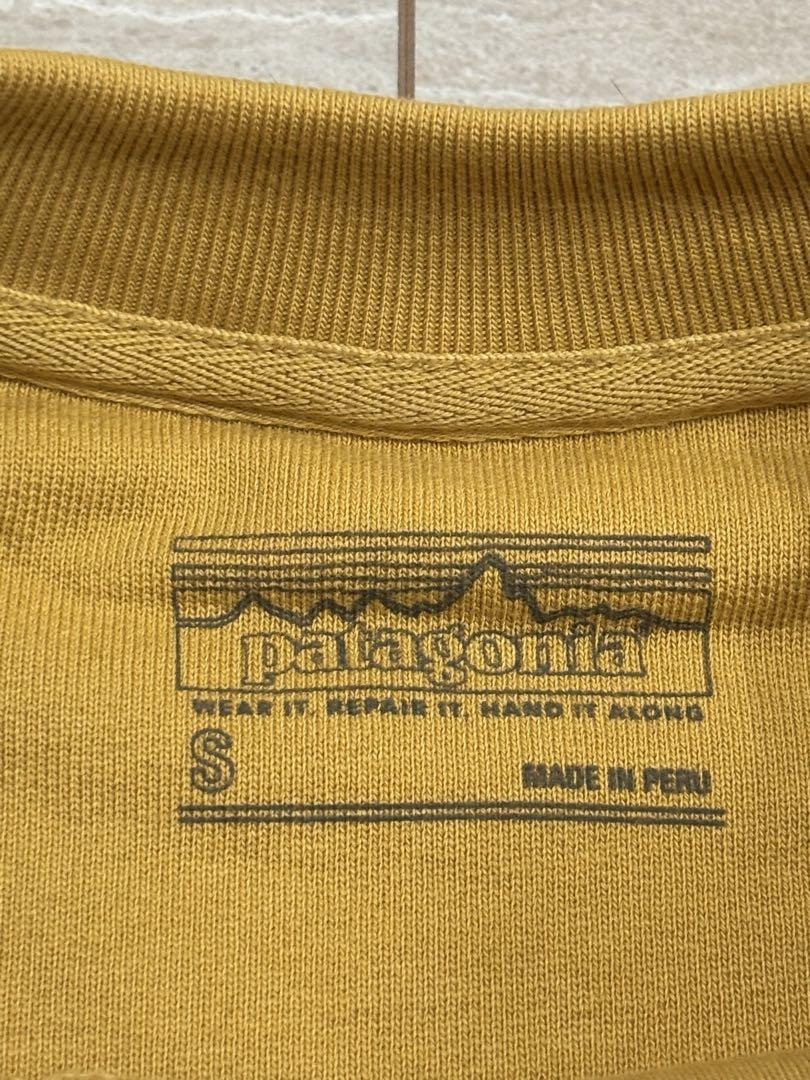 patagonia
WEAR IT. REPAIR IT. HAND IT ALONG
S
MADE IN PERU